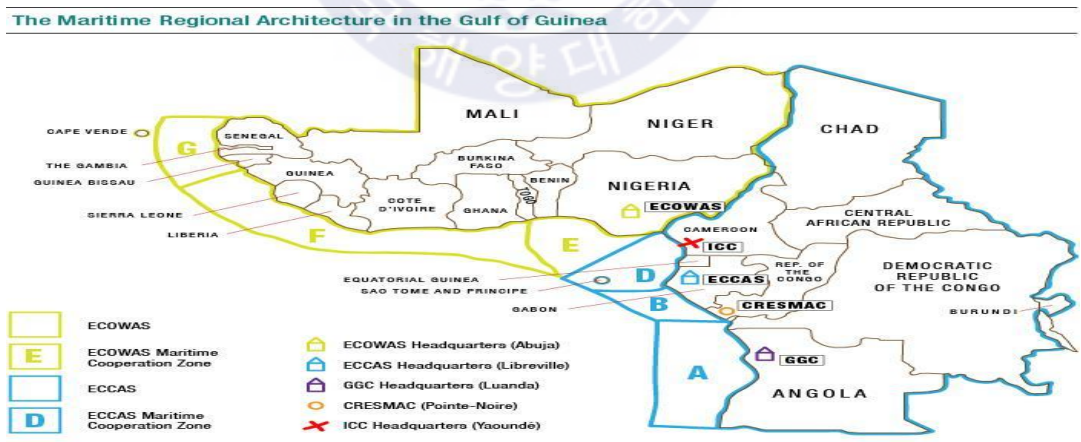 The Maritime Regional Architecture in the Gulf of Guinea
해양대
MALI
NIGER
CHAD
CAPE VERDE
SENEGAL
G
THE GAMBIA
GUINEA BISSAU
GUINEA
BURKINA
FASO
BENIN
TOGO
NIGERIA
ECOWAS
COTE
D'IVOIRE
GHANA
SIERRA LEONE
LIBERIA
F
E
CAMEROON
ICC
CENTRAL
AFRICAN REPUBLIC
EQUATORIAL GUINEA
SAO TOME AND PRINCIPE
GABON
D
B
ECCAS
REP. OF
THE
CONGO
CRESMAC
DEMOCRATIC
REPUBLIC
OF THE CONGO
BURUNDI
A
GGC
ANGOLA
ECOWAS
E
ECOWAS Maritime
Cooperation Zone
ECCAS
D
ECCAS Maritime
Cooperation Zone
ECOWAS Headquarters (Abuja)
ECCAS Headquarters (Libreville)
GGC Headquarters (Luanda)
CRESMAC (Pointe-Noire)
ICC Headquarters (Yaoundé)